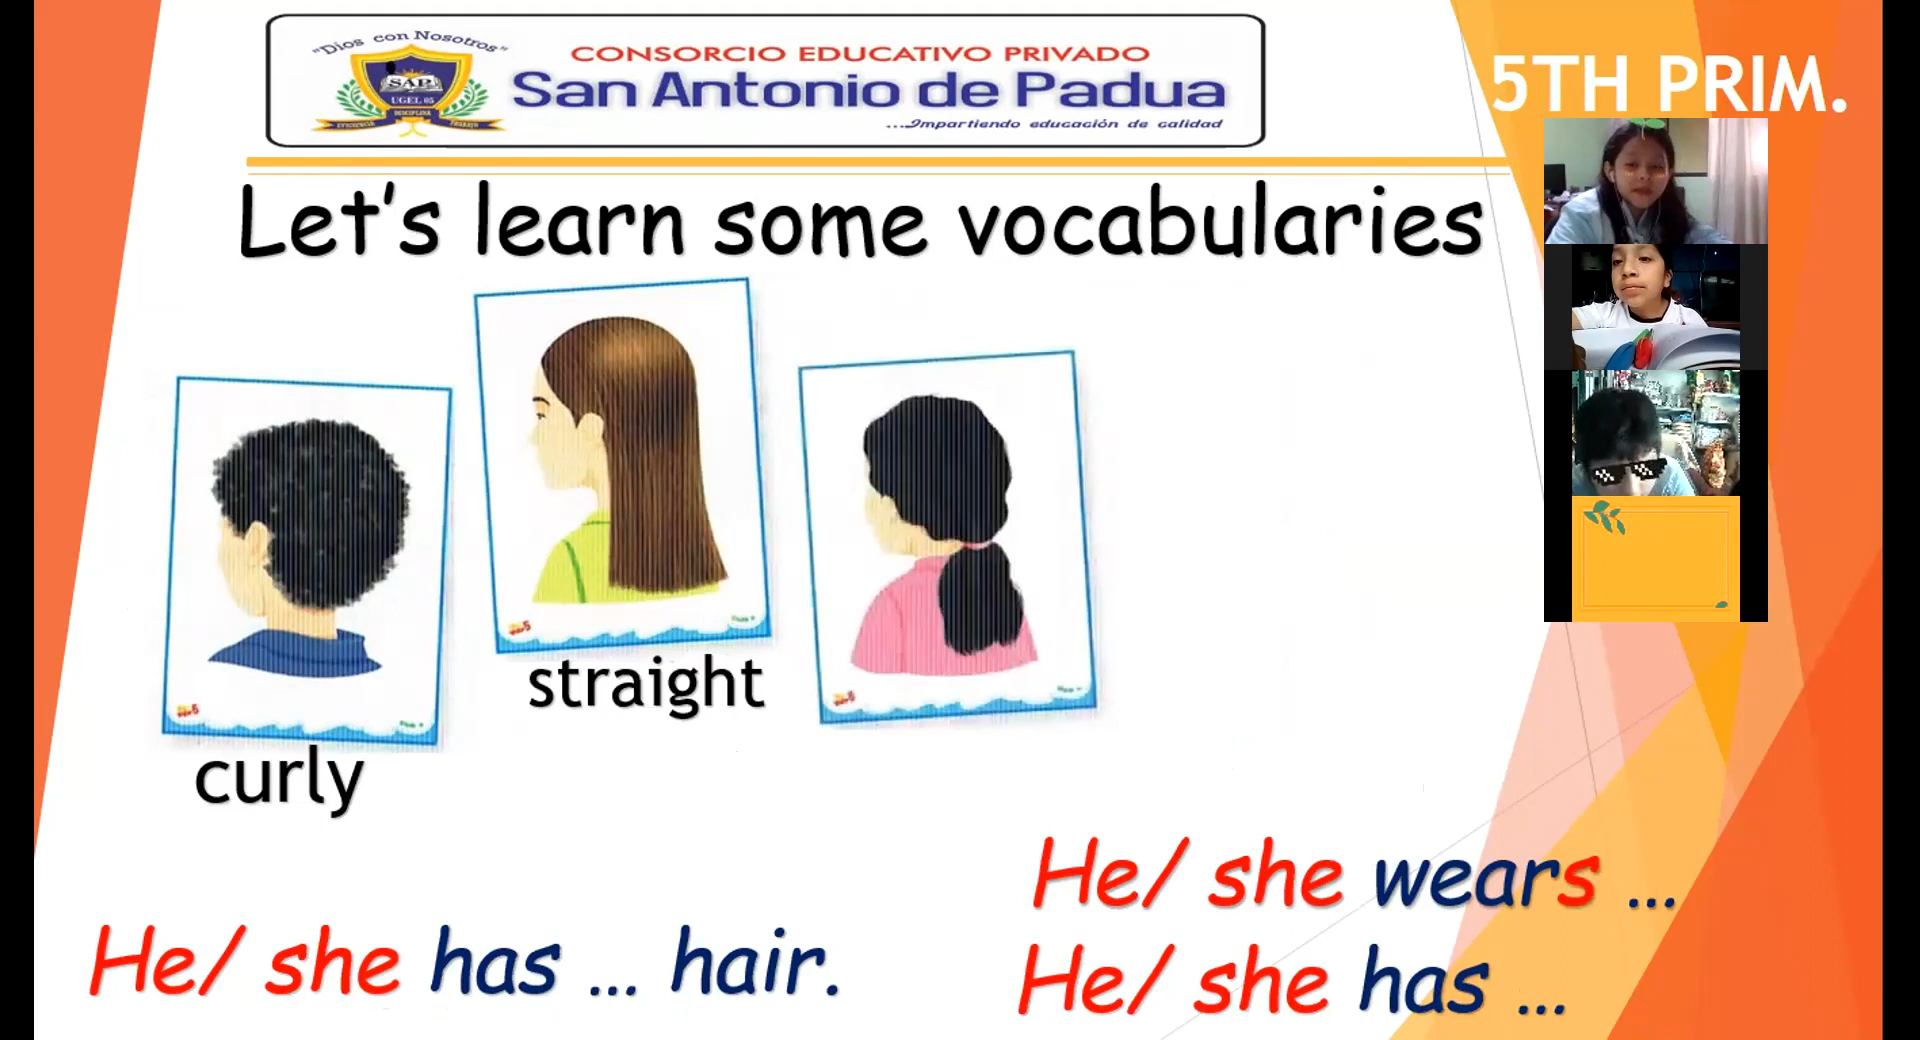 "Dios con Nosotros"
S.A.P.
UGEL 05
DISCIPLINA
CONSORCIO EDUCATIVO PRIVADO
San Antonio de Padua
...Impartiendo educación de calidad
5TH PRIM.
Let's learn some vocabularies
curly
straight
He/ she has ... hair.
He/ she wears ...
He/ she has ...